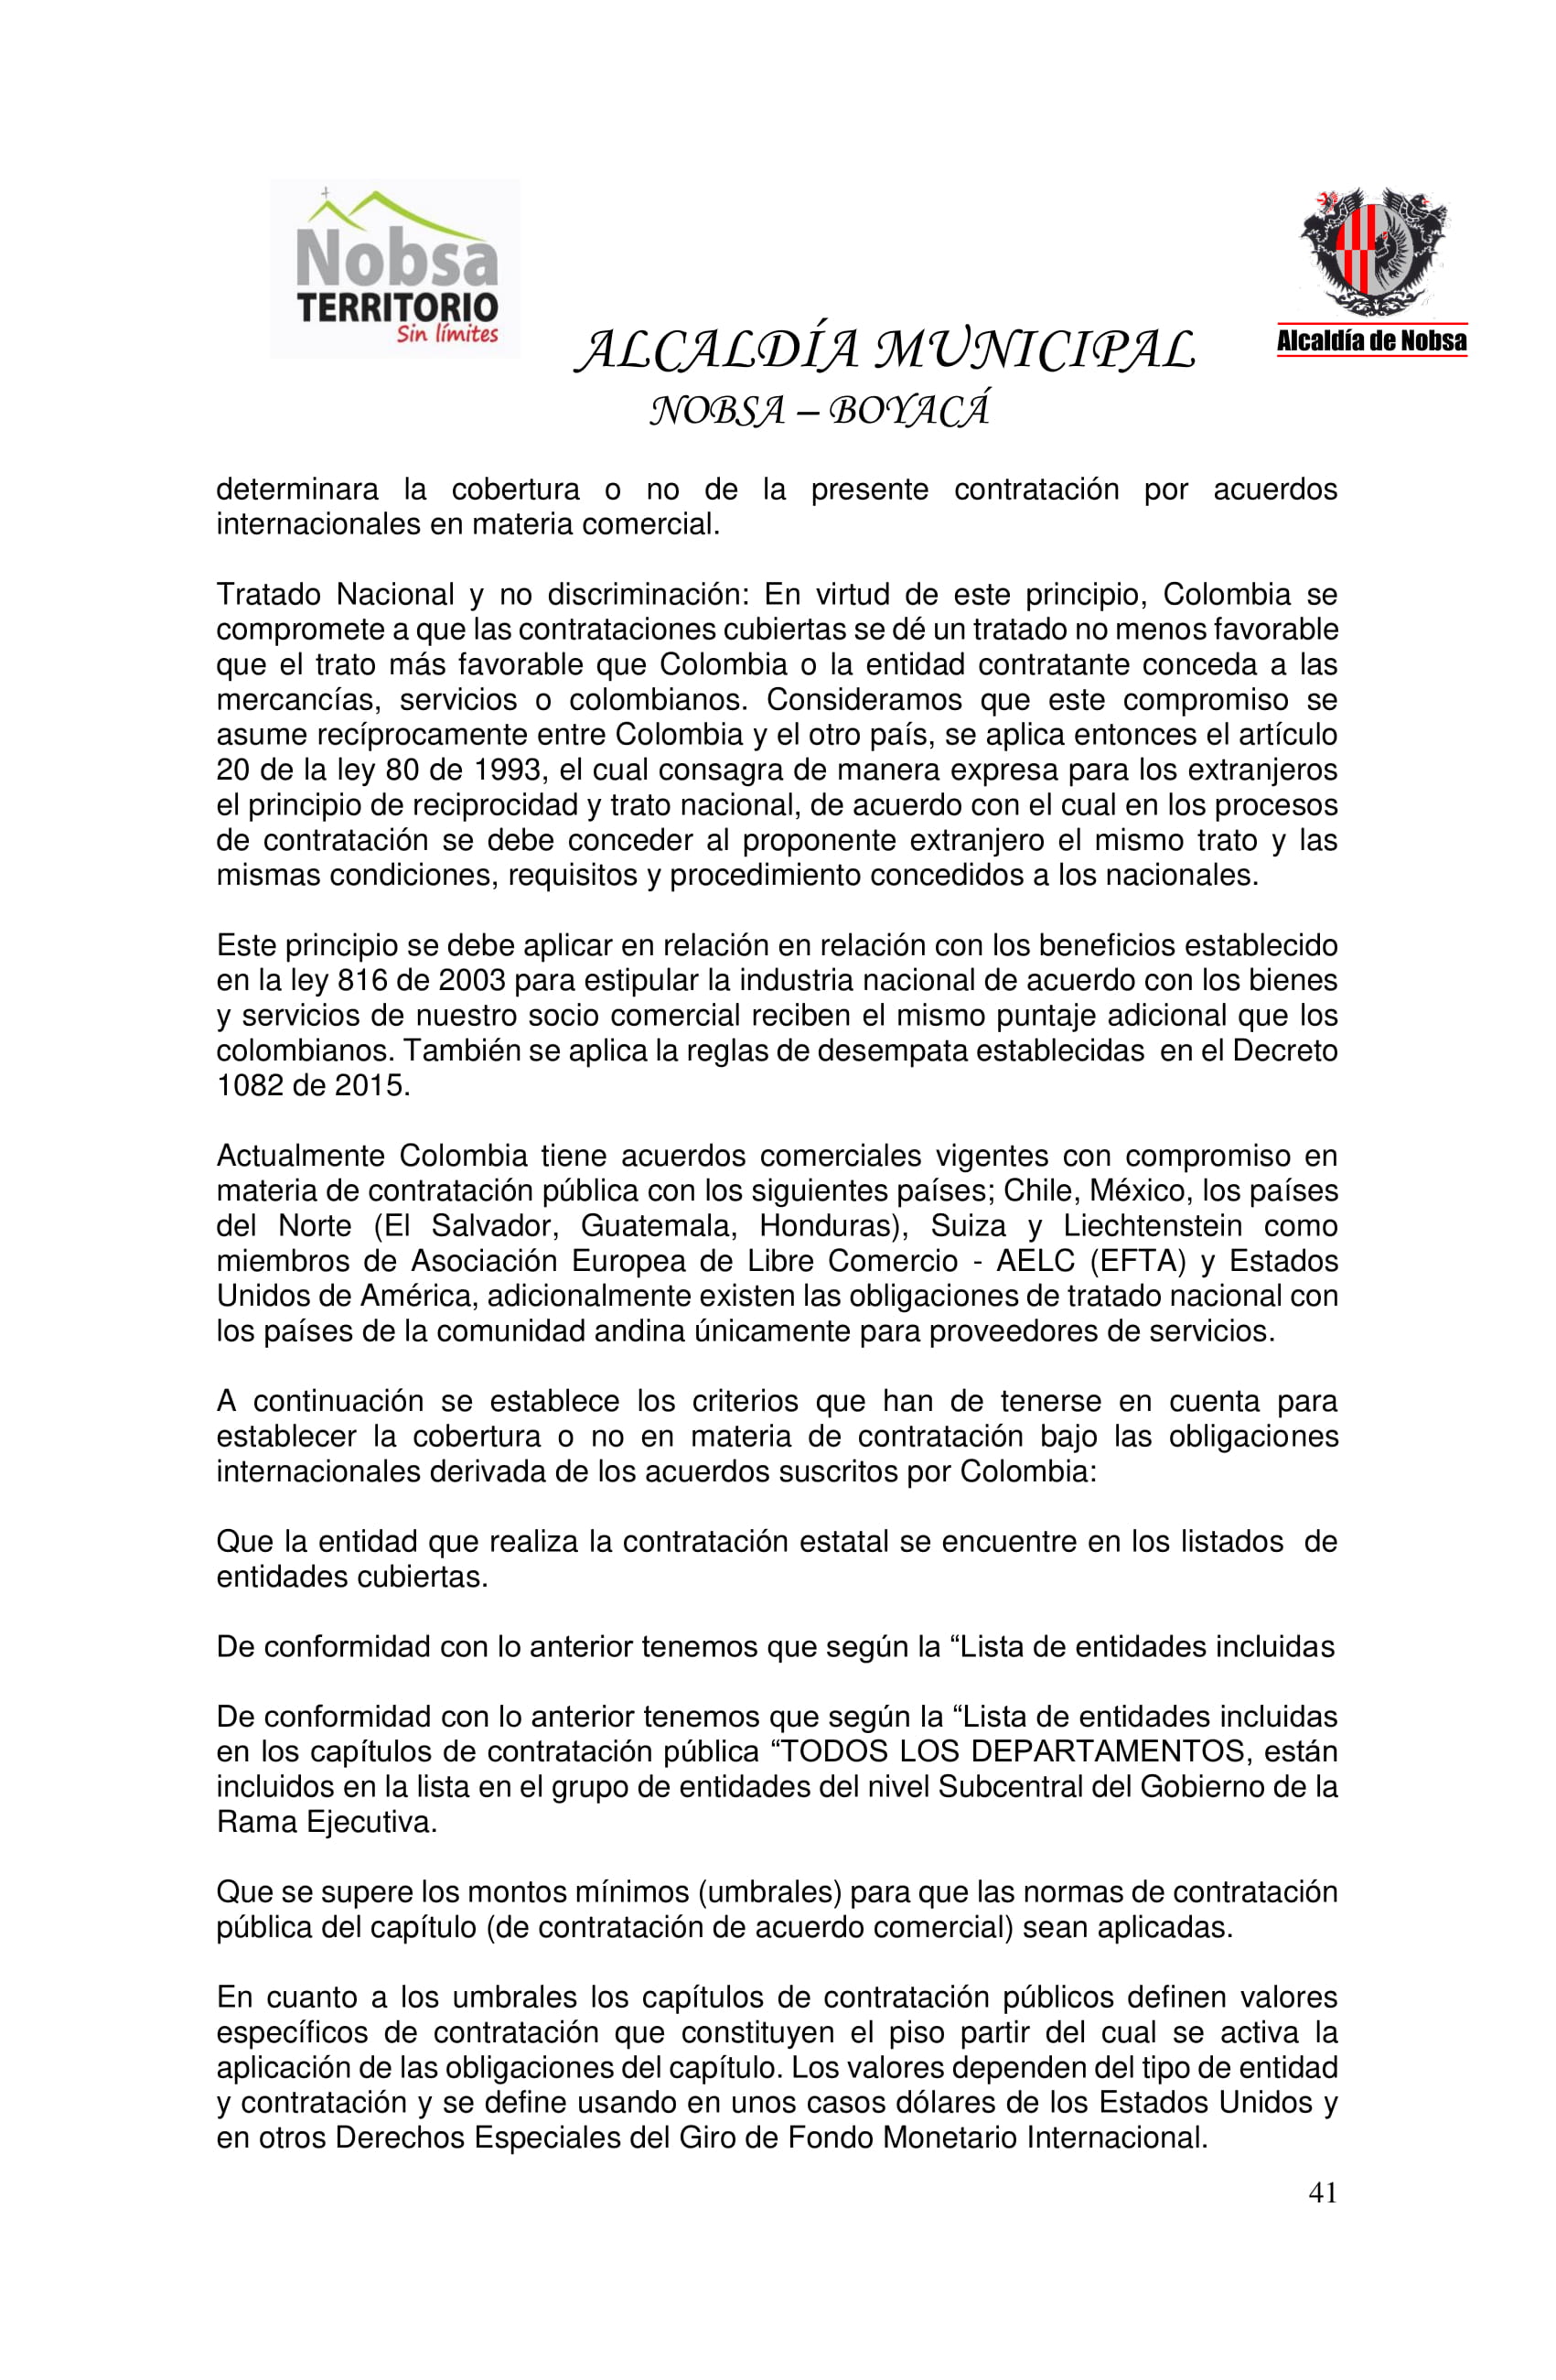 Nobsa
TERRITORIO
Sin límites
Alcaldía de Nobsa
ALCALDÍA MUNICIPAL
NOBSA – BOYACÁ
determinara la cobertura o no de la presente contratación por acuerdos
internacionales en materia comercial.
Tratado Nacional y no discriminación: En virtud de este principio, Colombia se
compromete a que las contrataciones cubiertas se dé un tratado no menos favorable
que el trato más favorable que Colombia o la entidad contratante conceda a las
mercancías, servicios o colombianos. Consideramos que este compromiso se
asume recíprocamente entre Colombia y el otro país, se aplica entonces el artículo
20 de la ley 80 de 1993, el cual consagra de manera expresa para los extranjeros
el principio de reciprocidad y trato nacional, de acuerdo con el cual en los procesos
de contratación se debe conceder al proponente extranjero el mismo trato y las
mismas condiciones, requisitos y procedimiento concedidos a los nacionales.
Este principio se debe aplicar en relación en relación con los beneficios establecido
en la ley 816 de 2003 para estipular la industria nacional de acuerdo con los bienes
y servicios de nuestro socio comercial reciben el mismo puntaje adicional que los
colombianos. También se aplica la reglas de desempata establecidas en el Decreto
1082 de 2015.
Actualmente Colombia tiene acuerdos comerciales vigentes con compromiso en
materia de contratación pública con los siguientes países; Chile, México, los países
del Norte (El Salvador, Guatemala, Honduras), Suiza y Liechtenstein como
miembros de Asociación Europea de Libre Comercio - AELC (EFTA) y Estados
Unidos de América, adicionalmente existen las obligaciones de tratado nacional con
los países de la comunidad andina únicamente para proveedores de servicios.
A continuación se establece los criterios que han de tenerse en cuenta para
establecer la cobertura o no en materia de contratación bajo las obligaciones
internacionales derivada de los acuerdos suscritos por Colombia:
Que la entidad que realiza la contratación estatal se encuentre en los listados de
entidades cubiertas.
De conformidad con lo anterior tenemos que según la “Lista de entidades incluidas
De conformidad con lo anterior tenemos que según la “Lista de entidades incluidas
en los capítulos de contratación pública “TODOS LOS DEPARTAMENTOS, están
incluidos en la lista en el grupo de entidades del nivel Subcentral del Gobierno de la
Rama Ejecutiva.
Que se supere los montos mínimos (umbrales) para que las normas de contratación
pública del capítulo (de contratación de acuerdo comercial) sean aplicadas.
En cuanto a los umbrales los capítulos de contratación públicos definen valores
específicos de contratación que constituyen el piso partir del cual se activa la
aplicación de las obligaciones del capítulo. Los valores dependen del tipo de entidad
y contratación y se define usando en unos casos dólares de los Estados Unidos y
en otros Derechos Especiales del Giro de Fondo Monetario Internacional.
41